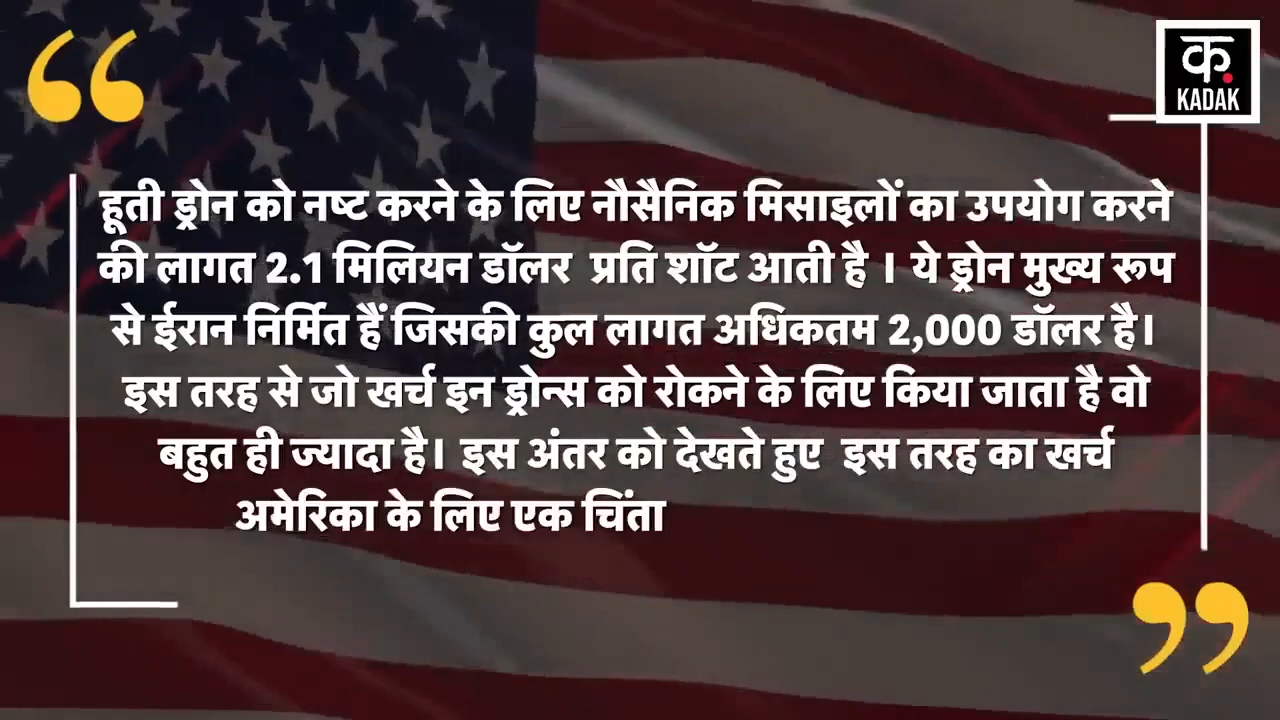 क.
KADAK
हूती ड्रोन को नष्ट करने के लिए नौसैनिक मिसाइलों का उपयोग करने
की लागत 2.1 मिलियन डॉलर प्रति शॉट आती है । ये ड्रोन मुख्य रूप
से ईरान निर्मित हैं जिसकी कुल लागत अधिकतम 2,000 डॉलर है।
इस तरह से जो खर्च इन ड्रोन्स को रोकने के लिए किया जाता है वो
बहुत ही ज्यादा है। इस अंतर को देखते हुए इस तरह का खर्च
अमेरिका के लिए एक चिंता